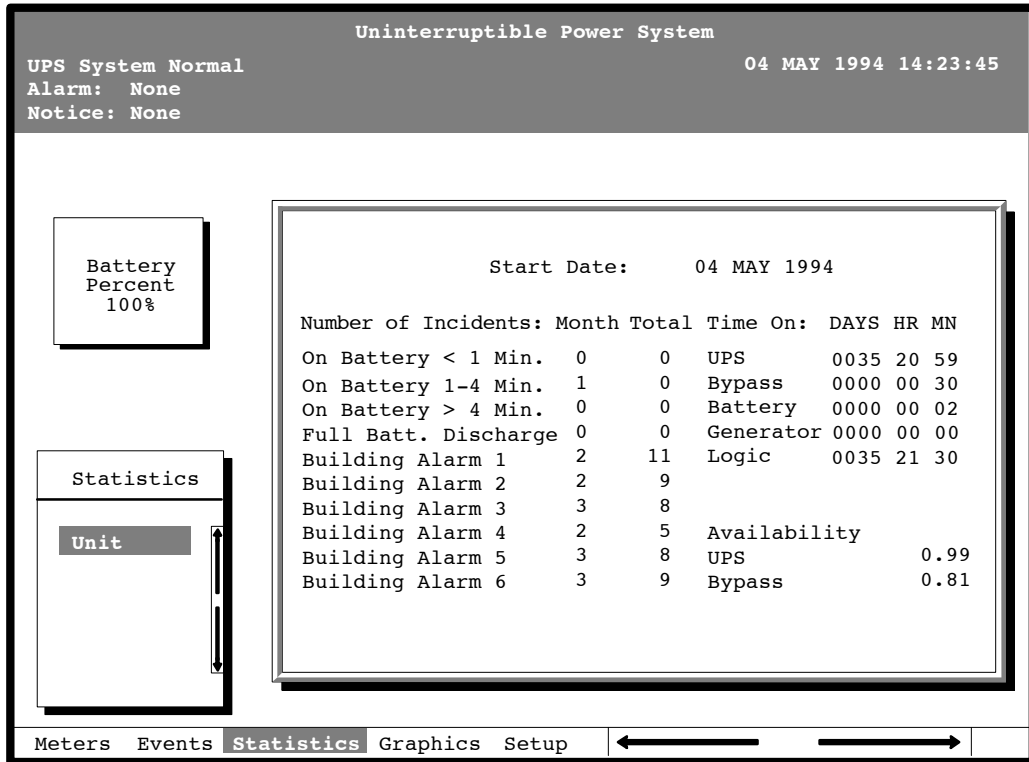 Uninterruptible Power System
UPS System Normal 04 MAY 1994 14:23:45
Alarm: None
Notice: None
Battery
Percent
100%
Start Date: 04 MAY 1994
Number of Incidents: Month Total Time On: DAYS HR MN
On Battery < 1 Min. 0 0 UPS 0035 20 59
On Battery 1-4 Min. 1 0 Bypass 0000 00 30
On Battery > 4 Min. 0 0 Battery 0000 00 02
Full Batt. Discharge 0 0 Generator 0000 00 00
Building Alarm 1 2 11 Logic 0035 21 30
Building Alarm 2 2 9
Building Alarm 3 3 8
Building Alarm 4 2 5 Availability
Building Alarm 5 3 8 UPS 0.99
Building Alarm 6 3 9 Bypass 0.81
Statistics
Unit
Meters Events Statistics Graphics Setup